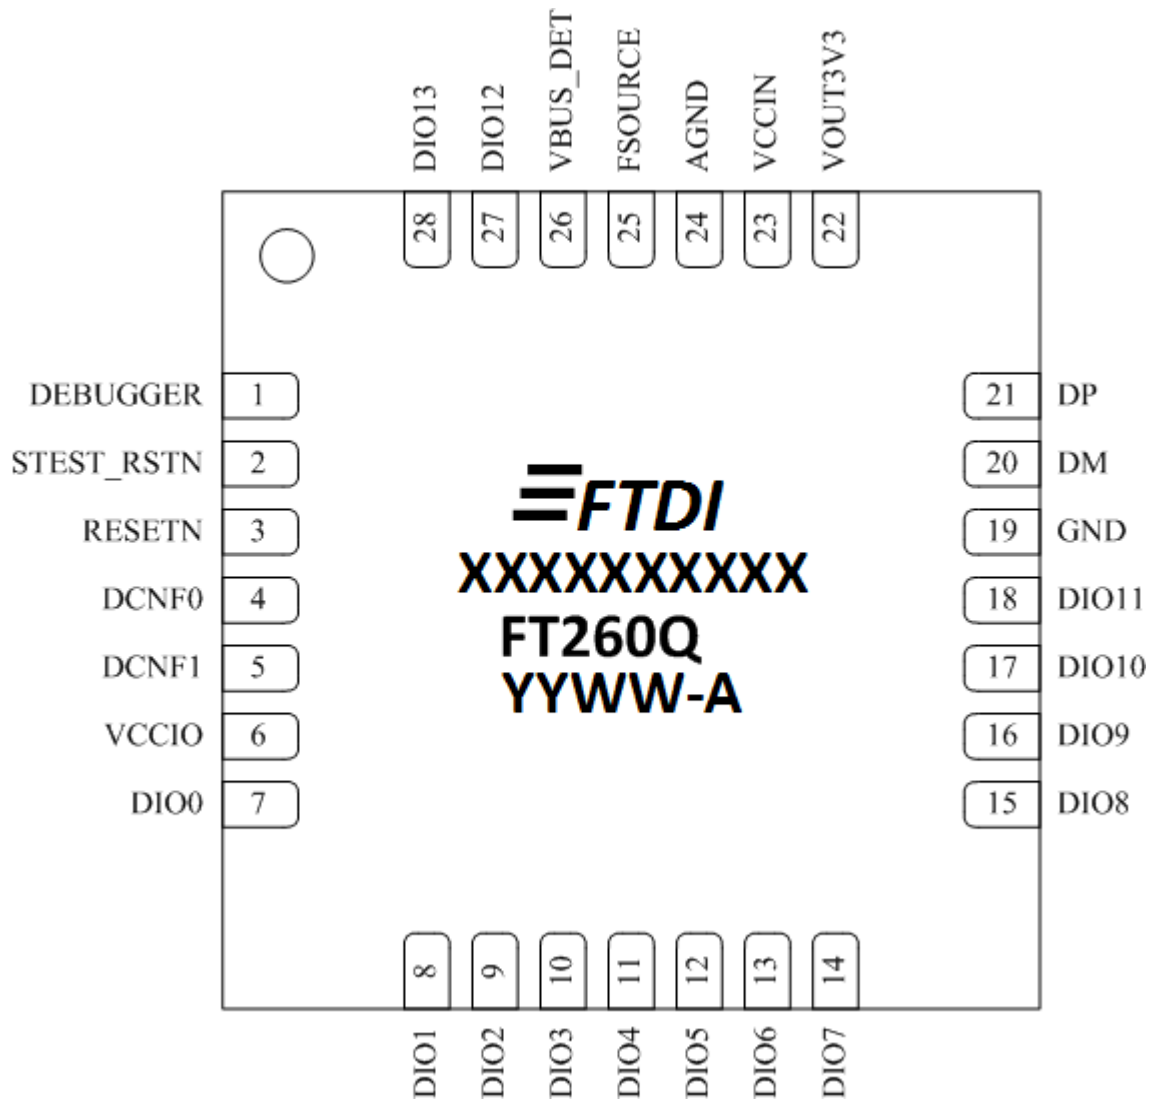 DIO13 DIO12 VBUS_DET FSOURCE AGND VCCIN VOUT3V3
28 27 26 25 24 23 22
DEBUGGER 1
STEST_RSTN 2
RESETN 3
DCNF0 4
DCNF1 5
VCCIO 6
DIO0 7
FTDI
XXXXXXXXXX
FT260Q
YYWW-A
21 DP
20 DM
19 GND
18 DIO11
17 DIO10
16 DIO9
15 DIO8
8 9 10 11 12 13 14
DIO1 DIO2 DIO3 DIO4 DIO5 DIO6 DIO7